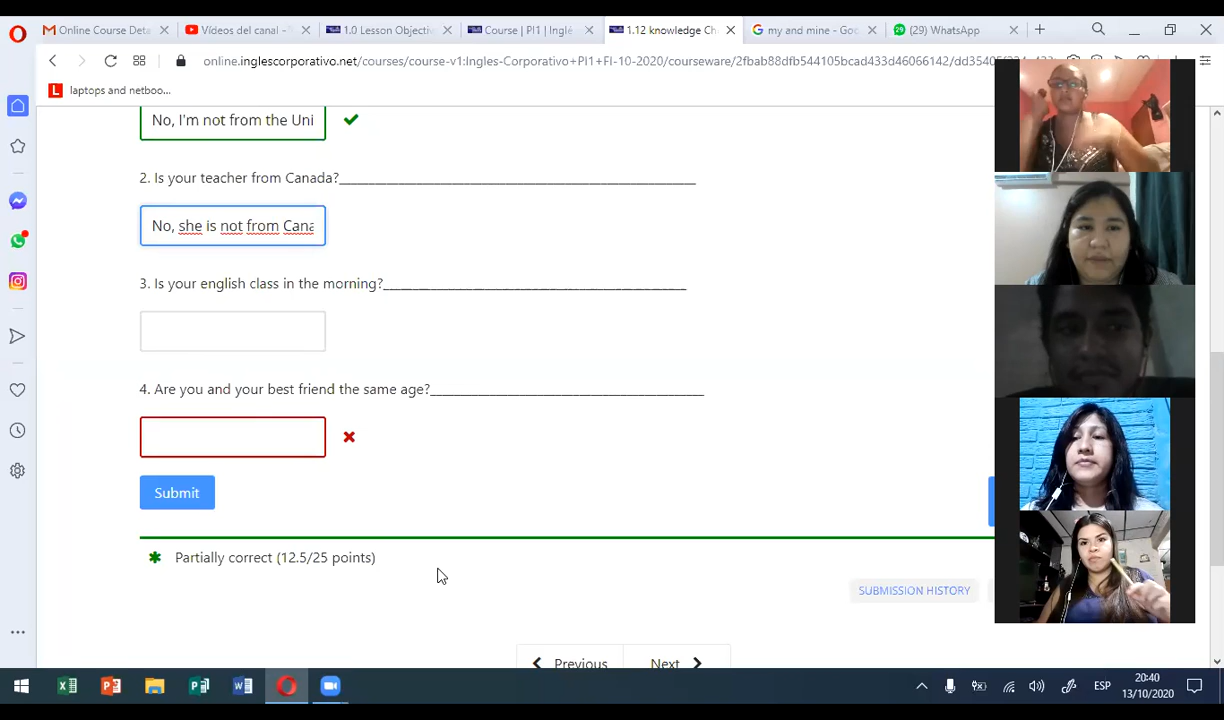 Online Course Deta
Vídeos del canal -
1.0 Lesson Objectiv
Course | PI1 | Inglé
1.12 knowledge Ch
my and mine - Goo
(29) WhatsApp
online.inglescorporativo.net/courses/course-v1:Ingles-Corporativo+PI1+FI-10-2020/courseware/2fbab88dfb544105bcad433d46066142/dd35405
L laptops and netboo...
No, I'm not from the Uni
2. Is your teacher from Canada?
No, she is not from Cana
3. Is your english class in the morning?
4. Are you and your best friend the same age?
Submit
Partially correct (12.5/25 points)
SUBMISSION HISTORY
Previous
Next
ESP
20:40
13/10/2020